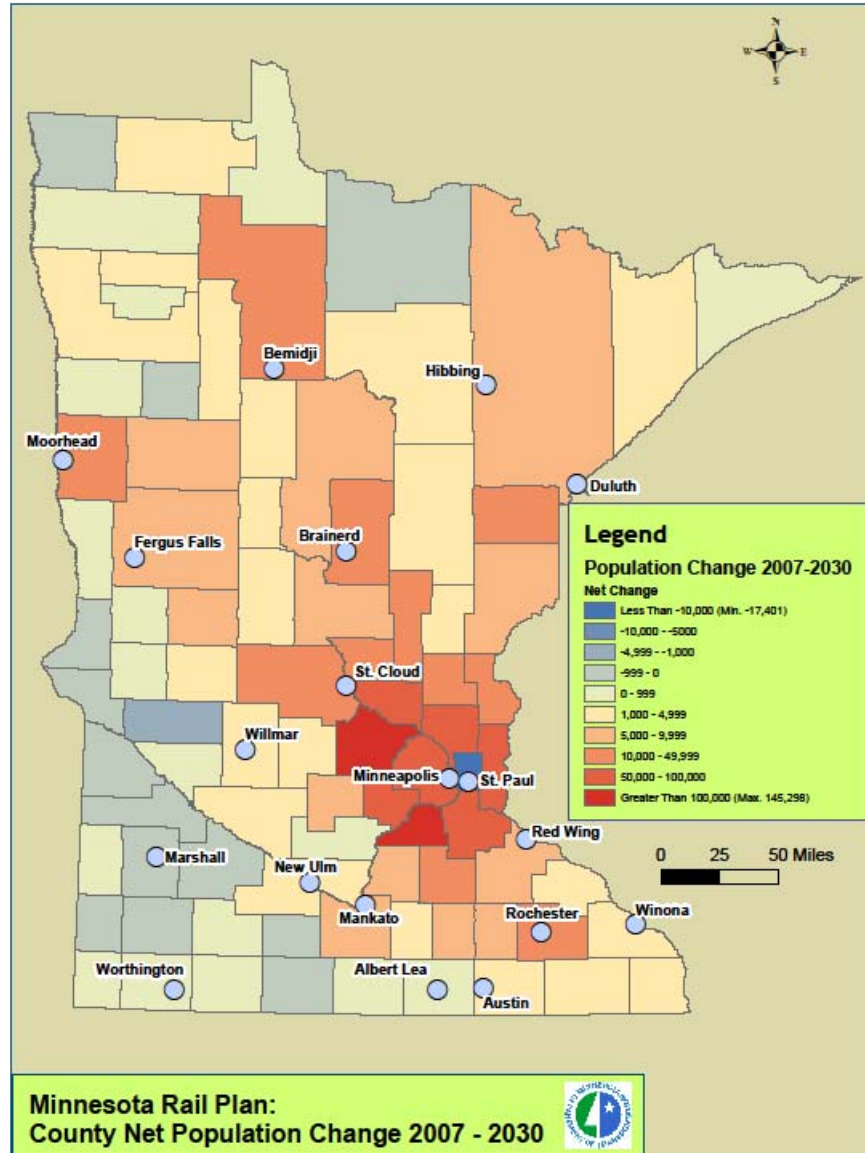 N
W E
S
Bemidji
Hibbing
Moorhead
Duluth
Fergus Falls
Brainerd
Legend
Population Change 2007-2030
Net Change
Less Than -10,000 (Min. -17,401)
-10,000 - -5000
-4,999 - -1,000
-999 - 0
0 - 999
1,000 - 4,999
5,000 - 9,999
10,000 - 49,999
50,000 - 100,000
Greater Than 100,000 (Max. 145,298)
St. Cloud
Willmar
Minneapolis
St. Paul
Red Wing
0 25 50 Miles
Marshall
New Ulm
Mankato
Rochester
Winona
Worthington
Albert Lea
Austin
Minnesota Rail Plan:
County Net Population Change 2007 - 2030